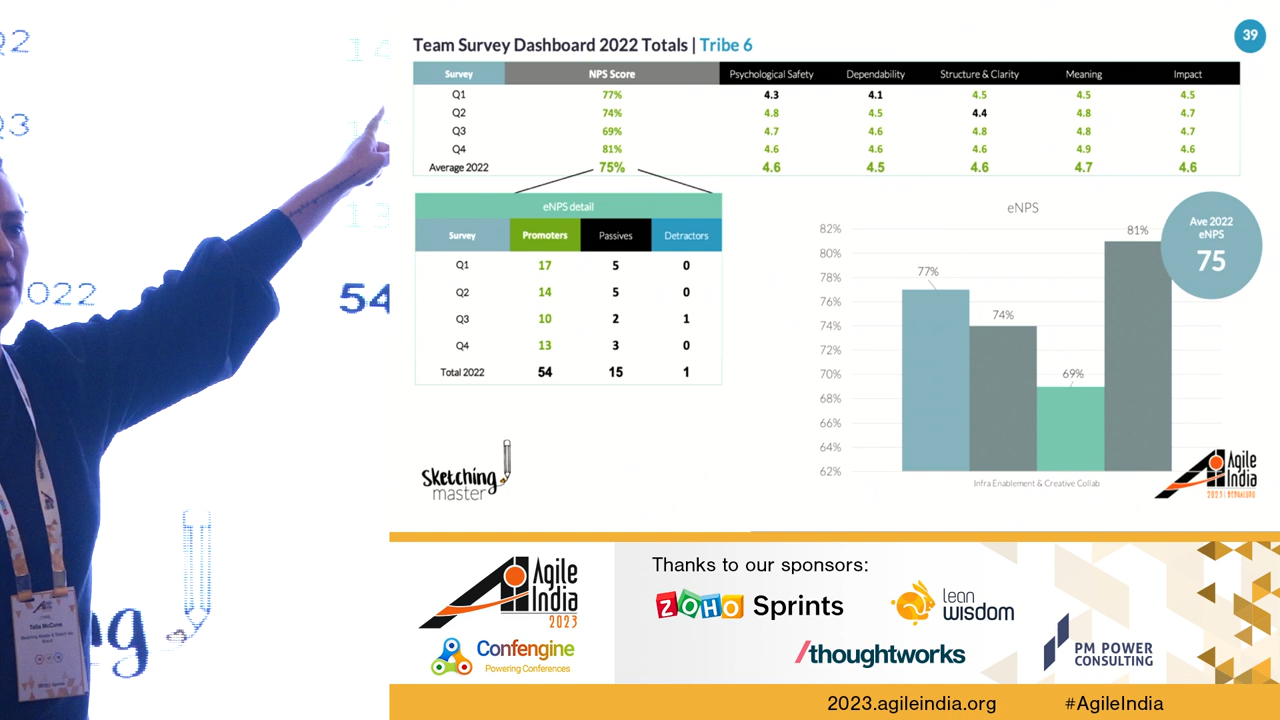 Q2
Q3
2022
54
Team Survey Dashboard 2022 Totals | Tribe 6
39
Survey NPS Score Psychological Safety Dependability Structure & Clarity Meaning Impact
Q1 77% 4.3 4.1 4.5 4.5 4.5
Q2 74% 4.8 4.5 4.4 4.8 4.7
Q3 69% 4.7 4.6 4.8 4.8 4.7
Q4 81% 4.6 4.6 4.6 4.9 4.6
Average 2022 75% 4.6 4.5 4.6 4.7 4.6
eNPS detail
Survey Promoters Passives Detractors
Q1 17 5 0
Q2 14 5 0
Q3 10 2 1
Q4 13 3 0
Total 2022 54 15 1
eNPS
82%
80%
78%
76%
74%
72%
70%
68%
66%
64%
62%
77%
74%
69%
81%
Infra Enablement & Creative Collab
Ave 2022
eNPS
75
Sketching
master
Agile
India
2023 | BENGALURU
Agile
India
2023
Confengine
Powering Conferences
Thanks to our sponsors:
ZOHO Sprints
lean
wisdom
/thoughtworks
PM POWER
CONSULTING
2023.agileindia.org #AgileIndia